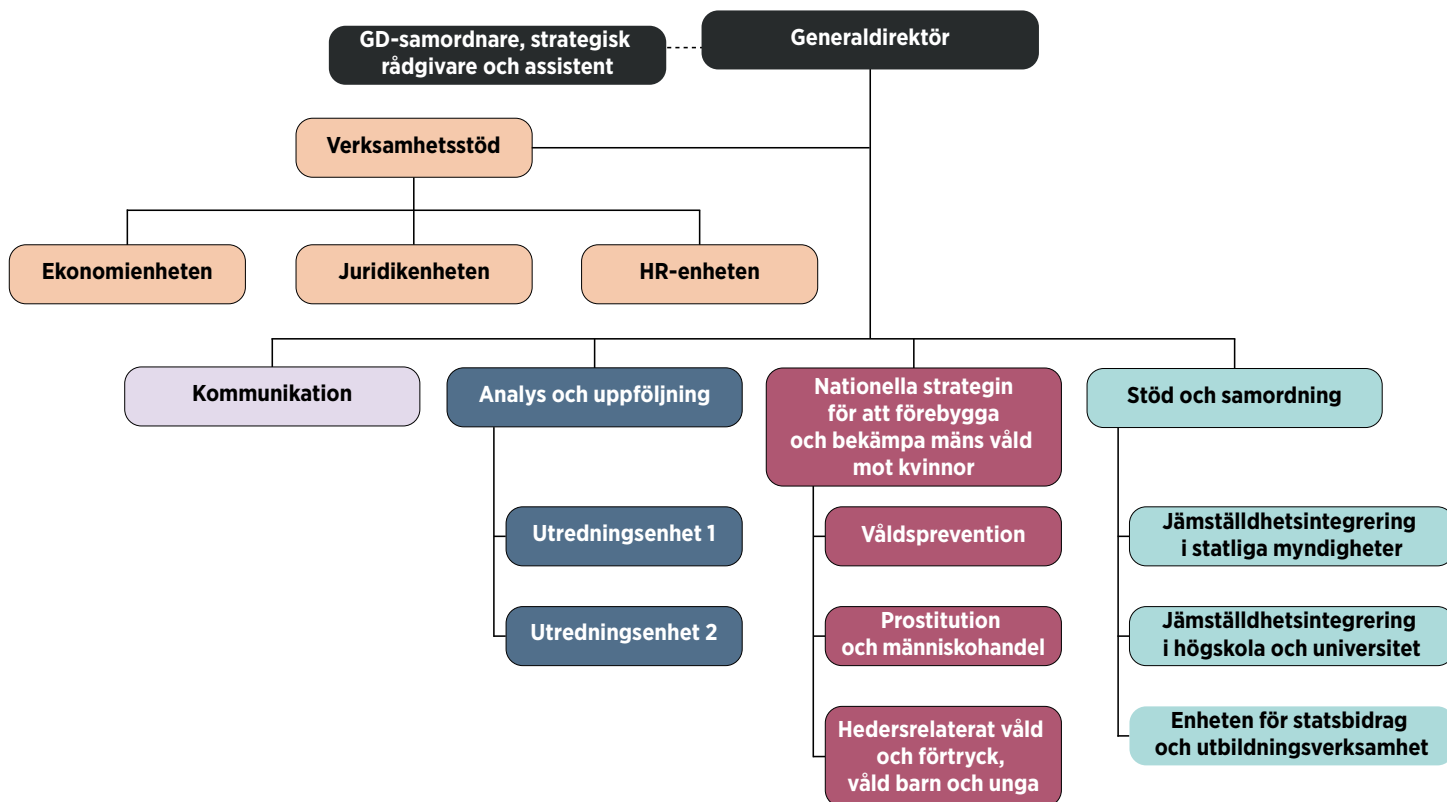 GD-samordnare, strategisk
rådgivare och assistent
Generaldirektör
Verksamhetsstöd
Ekonomienheten
Juridikenheten
HR-enheten
Kommunikation
Analys och uppföljning
Nationella strategin
för att förebygga
och bekämpa mäns våld
mot kvinnor
Stöd och samordning
Utredningsenhet 1
Utredningsenhet 2
Våldsprevention
Prostitution
och människohandel
Hedersrelaterat våld
och förtryck,
våld barn och unga
Jämställdhetsintegrering
i statliga myndigheter
Jämställdhetsintegrering
i högskola och universitet
Enheten för statsbidrag
och utbildningsverksamhet